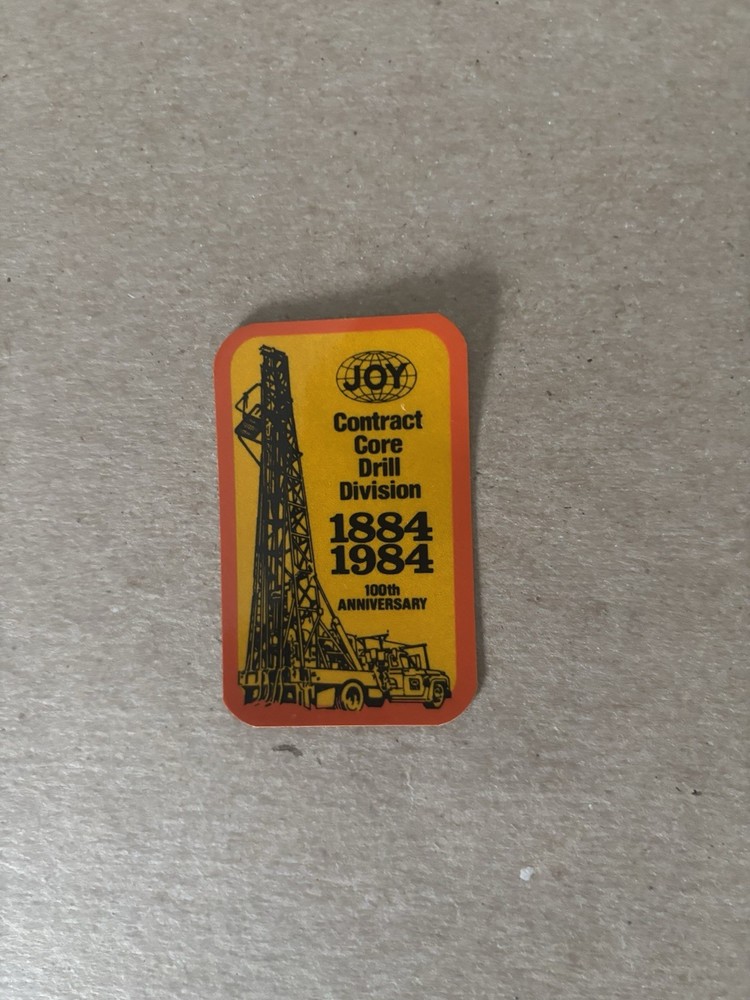 JOY
Contract
Core
Drill
Division
1884
1984
100th
ANNIVERSARY